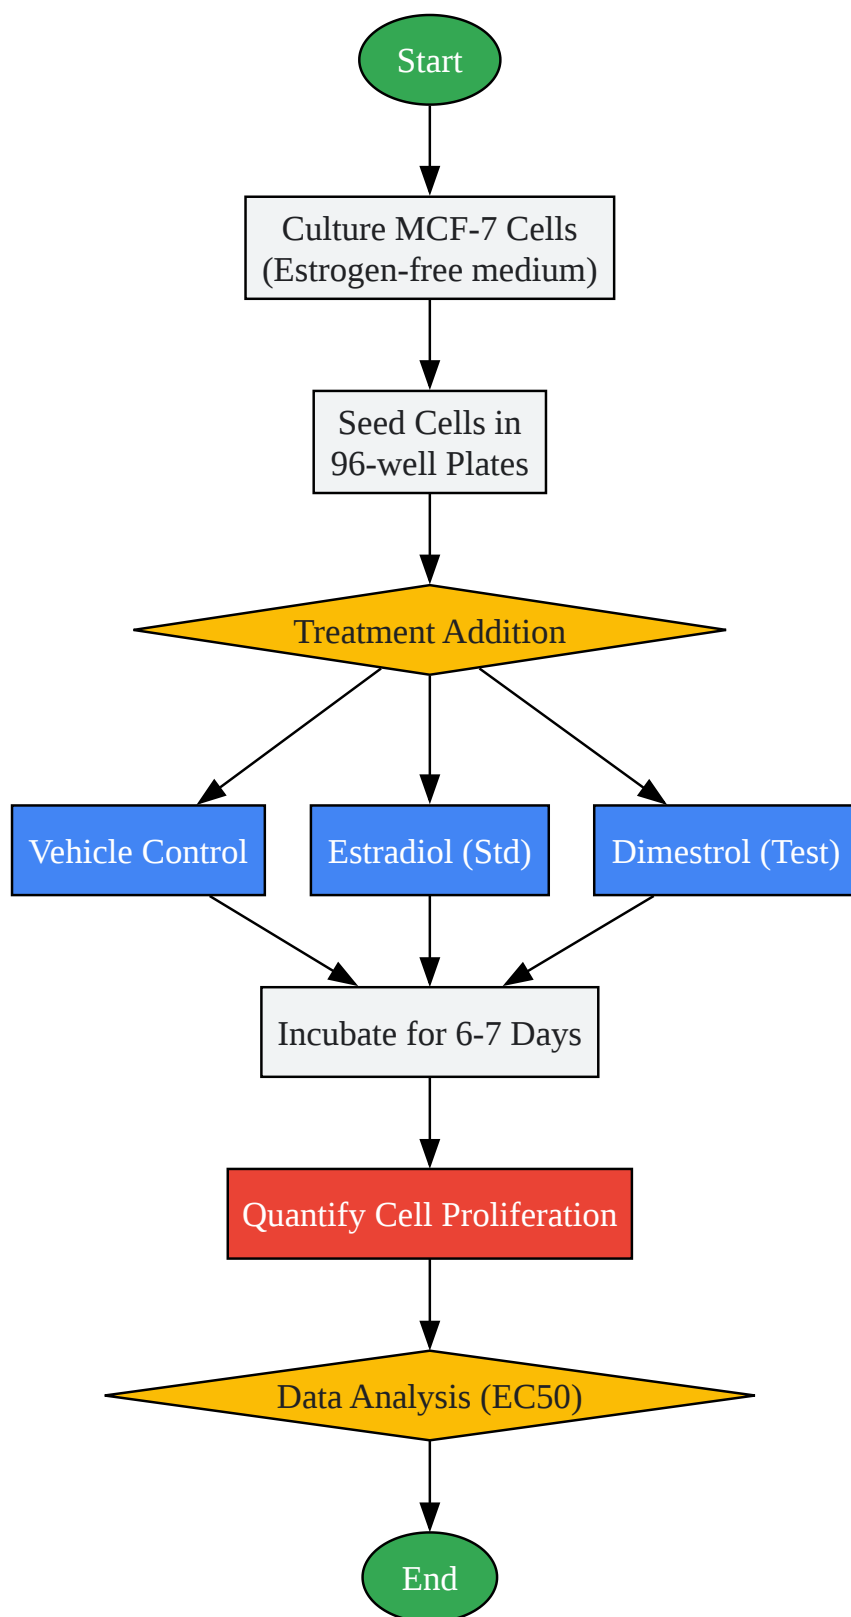 Start
Culture MCF-7 Cells
(Estrogen-free medium)
Seed Cells in
96-well Plates
Treatment Addition
Vehicle Control
Estradiol (Std)
Dimestrol (Test)
Incubate for 6-7 Days
Quantify Cell Proliferation
Data Analysis (EC50)
End